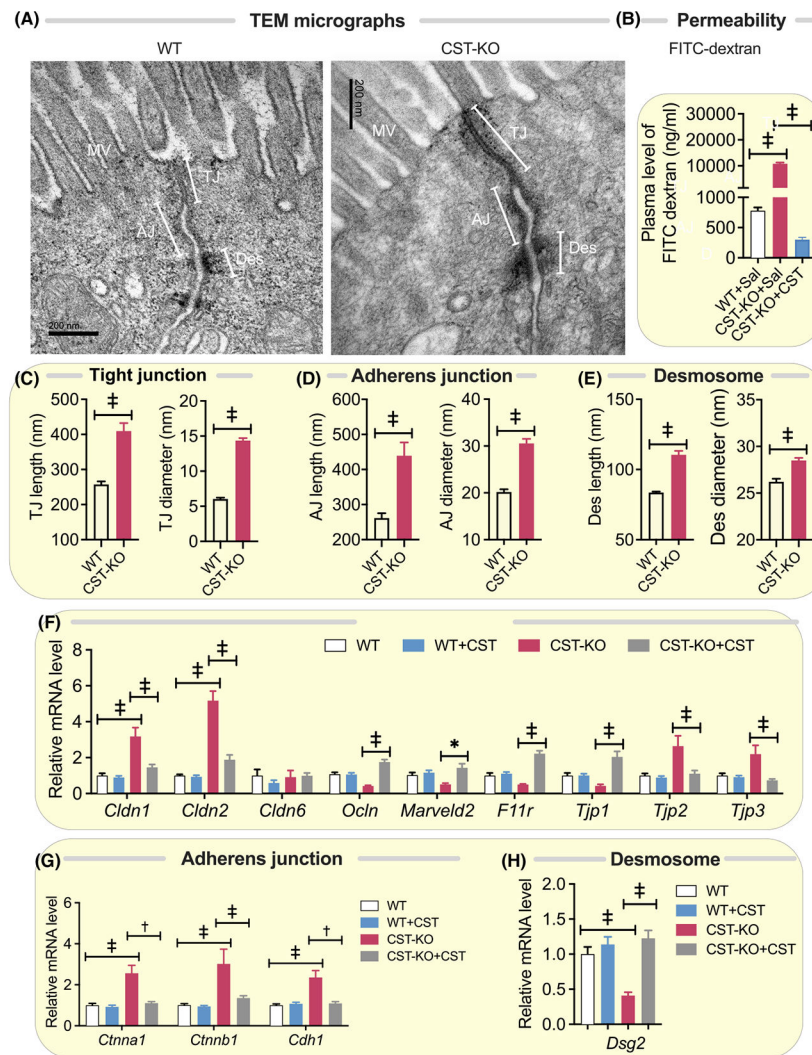 (A) TEM micrographs
WT
CST-KO
MV
TJ
AJ
Des
200 nm
200 nm
MV
TJ
AJ
Des
(B) Permeability
FITC-dextran
Plasma level of
FITC dextran (ng/ml)
30000
20000
10000
1000
500
0
‡
‡
WT+Sal
CST-KO+Sal
CST-KO+CST
(C) Tight junction
TJ length (nm)
500
400
300
200
100
‡
WT
CST-KO
TJ diameter (nm)
20
15
10
5
0
‡
WT
CST-KO
(D) Adherens junction
AJ length (nm)
600
500
400
300
200
‡
WT
CST-KO
AJ diameter (nm)
40
30
20
10
‡
WT
CST-KO
(E) Desmosome
Des length (nm)
150
100
50
‡
WT
CST-KO
Des diameter (nm)
35
30
25
20
‡
WT
CST-KO
(F)
WT WT+CST CST-KO CST-KO+CST
Relative mRNA level
8
6
4
2
0
‡ ‡ ‡ ‡ ‡ * ‡ ‡ ‡ ‡
Cldn1 Cldn2 Cldn6 Ocln Marveld2 F11r Tjp1 Tjp2 Tjp3
(G) Adherens junction
Relative mRNA level
6
4
2
0
‡ † ‡ ‡ ‡ †
WT
WT+CST
CST-KO
CST-KO+CST
Ctnna1 Ctnnb1 Cdh1
(H) Desmosome
Relative mRNA level
2.0
1.5
1.0
0.5
0.0
‡ ‡
WT
WT+CST
CST-KO
CST-KO+CST
Dsg2